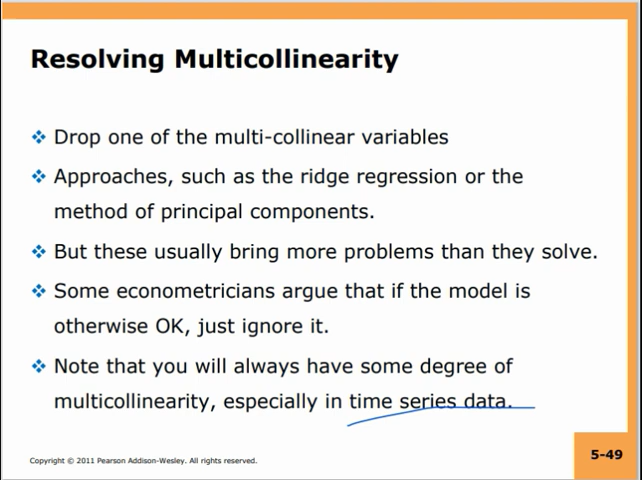 Resolving Multicollinearity
❖ Drop one of the multi-collinear variables
❖ Approaches, such as the ridge regression or the
method of principal components.
❖ But these usually bring more problems than they solve.
❖ Some econometricians argue that if the model is
otherwise OK, just ignore it.
❖ Note that you will always have some degree of
multicollinearity, especially in time series data.
Copyright © 2011 Pearson Addison-Wesley. All rights reserved.
5-49